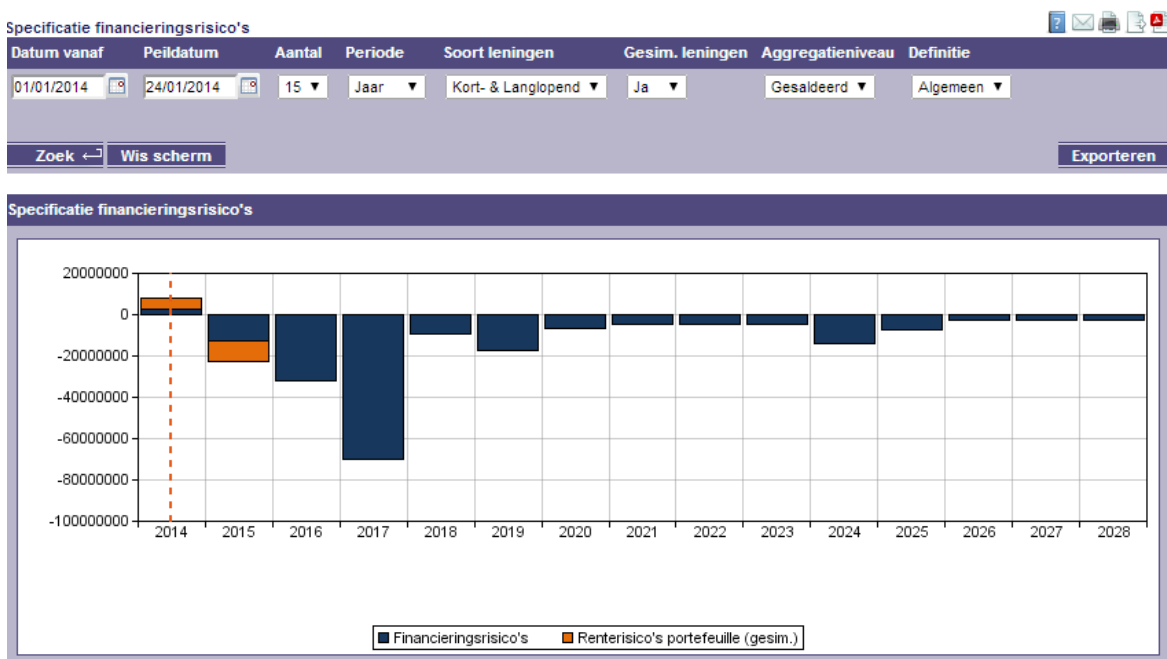 Specificatie financieringsrisico's
Datum vanaf Peildatum Aantal Periode Soort leningen Gesim. leningen Aggregatieniveau Definitie
01/01/2014 24/01/2014 15 Jaar Kort- & Langlopend Ja Gesaldeerd Algemeen
Zoek Wis scherm Exporteren
Specificatie financieringsrisico's
20000000
0
-20000000
-40000000
-60000000
-80000000
-100000000
2014 2015 2016 2017 2018 2019 2020 2021 2022 2023 2024 2025 2026 2027 2028
Financieringsrisico's Renterisico's portefeuille (gesim.)